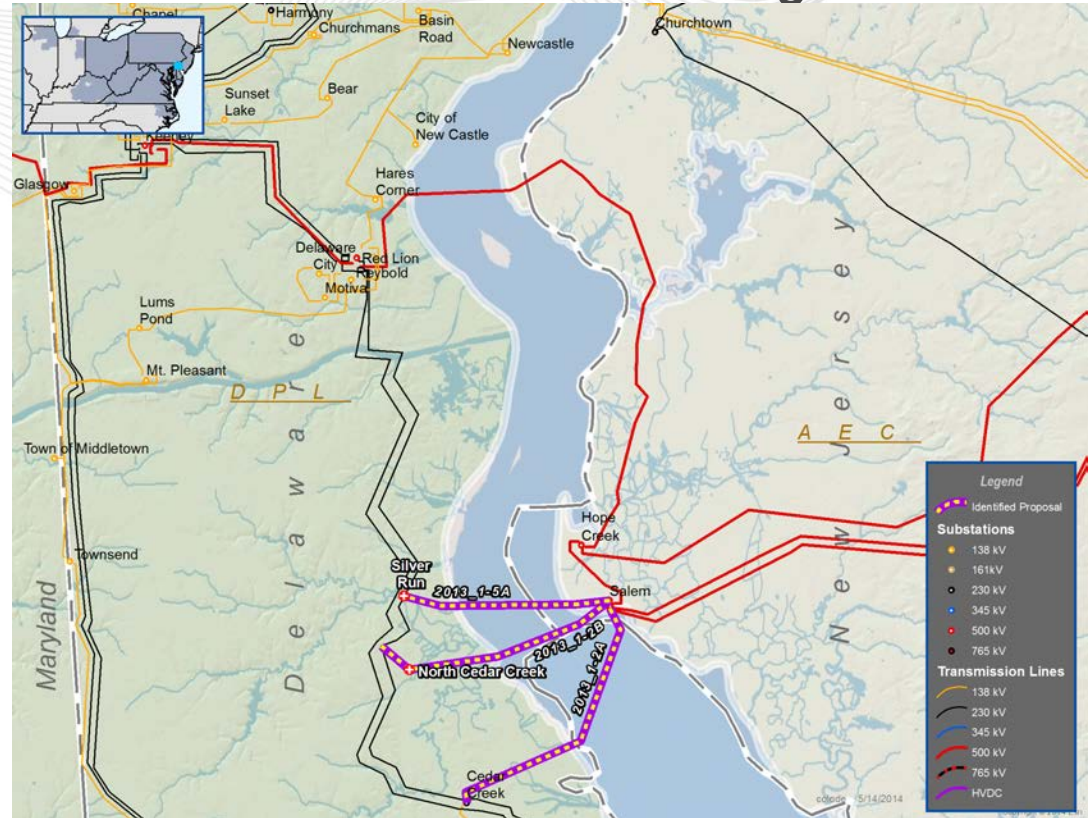 Chapel
Harmony
Churchmans
Basin
Road
Newcastle
Churchtown
Sunset
Lake
Bear
City of
New Castle
Keeney
Glasgow
Hares
Corner
Delaware
City
Red Lion
Reybold
Motiva
Lums
Pond
Mt. Pleasant
D P L
Delaware
New Jersey
A E C
Town of Middletown
Townsend
Maryland
Hope
Creek
Salem
Silver
Run
2013_1-5A
2013_1-2B
2013_1-2A
North Cedar Creek
Cedar
Creek
Legend
Identified Proposal
Substations
138 kV
161kV
230 kV
345 kV
500 kV
765 kV
Transmission Lines
138 kV
230 kV
345 kV
500 kV
765 kV
HVDC
5/14/2014